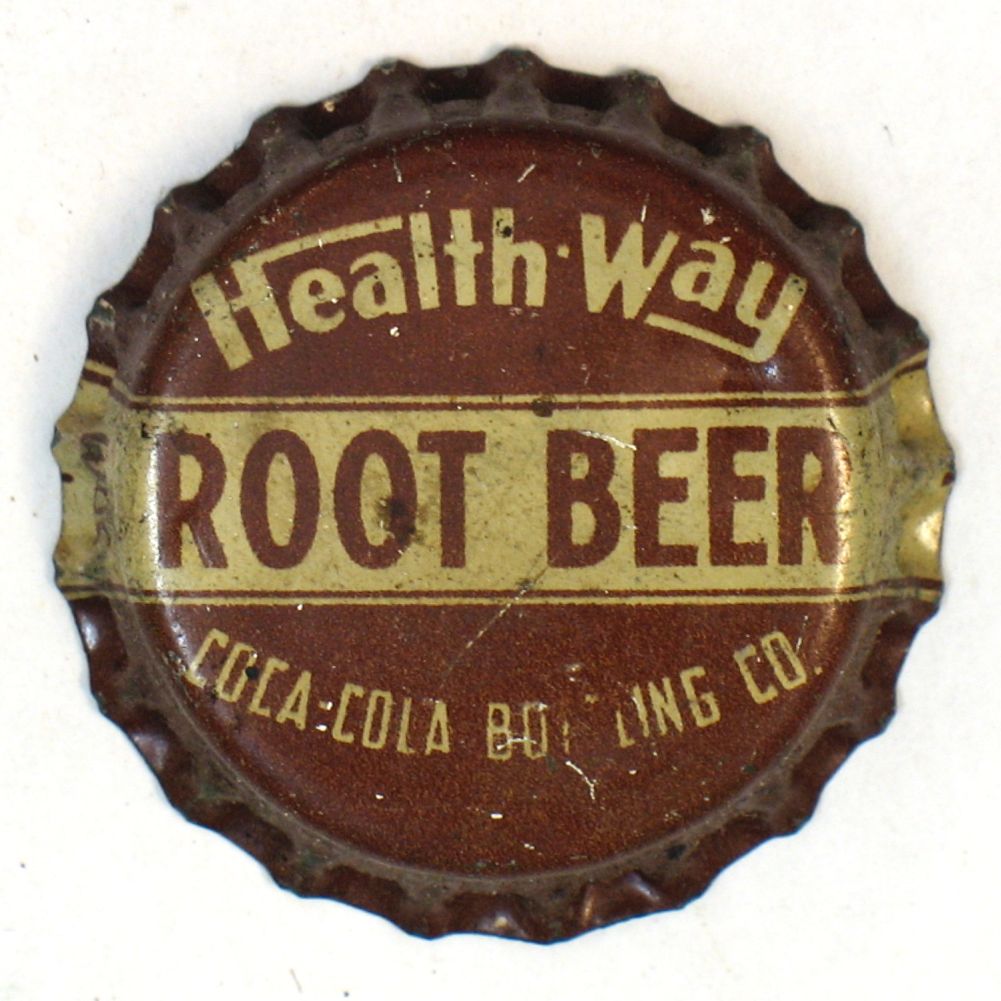 Health-Way
ROOT BEER
COCA-COLA BOTTLING CO.